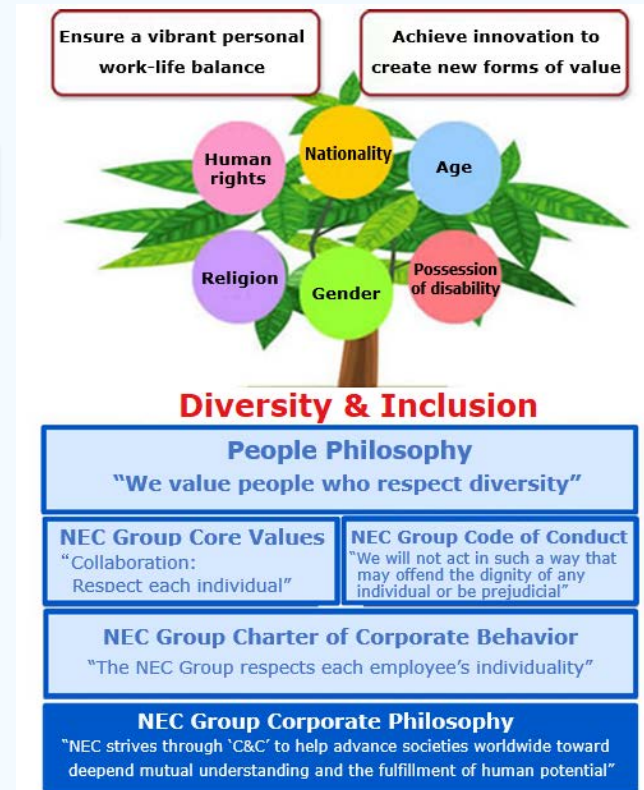 Ensure a vibrant personal
work-life balance
Achieve innovation to
create new forms of value
Human
rights
Nationality
Age
Religion
Gender
Possession
of disability
Diversity & Inclusion
People Philosophy
“We value people who respect diversity”
NEC Group Core Values
“Collaboration:
Respect each individual”
NEC Group Code of Conduct
“We will not act in such a way that
may offend the dignity of any
individual or be prejudicial”
NEC Group Charter of Corporate Behavior
“The NEC Group respects each employee’s individuality”
NEC Group Corporate Philosophy
“NEC strives through ‘C&C’ to help advance societies worldwide toward
deepend mutual understanding and the fulfillment of human potential”